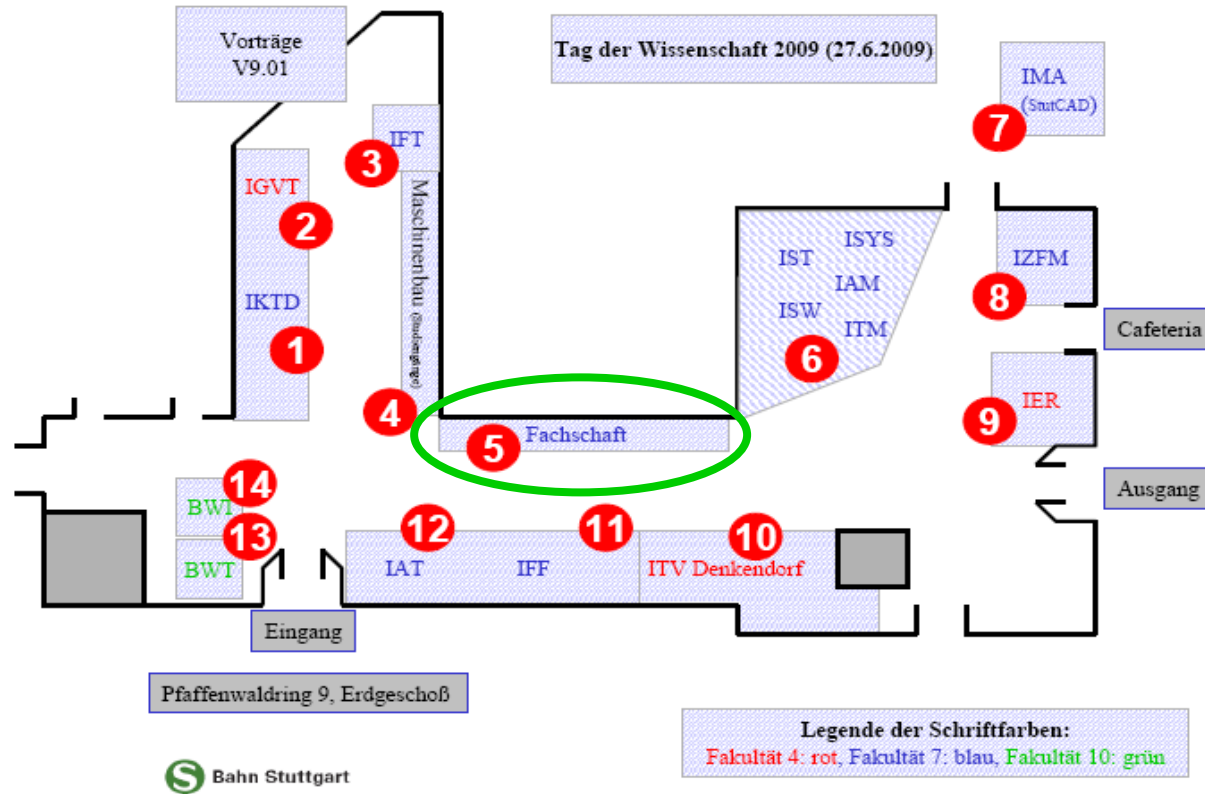 Vorträge
V9.01
Tag der Wissenschaft 2009 (27.6.2009)
IMA
(StutCAD)
7
IFT
3
IGVT
2
Maschinenbau (Studiengänge)
ISYS
IST
IAM
ISW
ITM
6
IZFM
8
IKTD
1
Cafeteria
4
IER
9
Fachschaft
5
14
BWI
13
BWT
12
11
10
IAT
IFF
ITV Denkendorf
Ausgang
Eingang
Pfaffenwaldring 9, Erdgeschoß
Legende der Schriftfarben:
Fakultät 4: rot, Fakultät 7: blau, Fakultät 10: grün
S Bahn Stuttgart